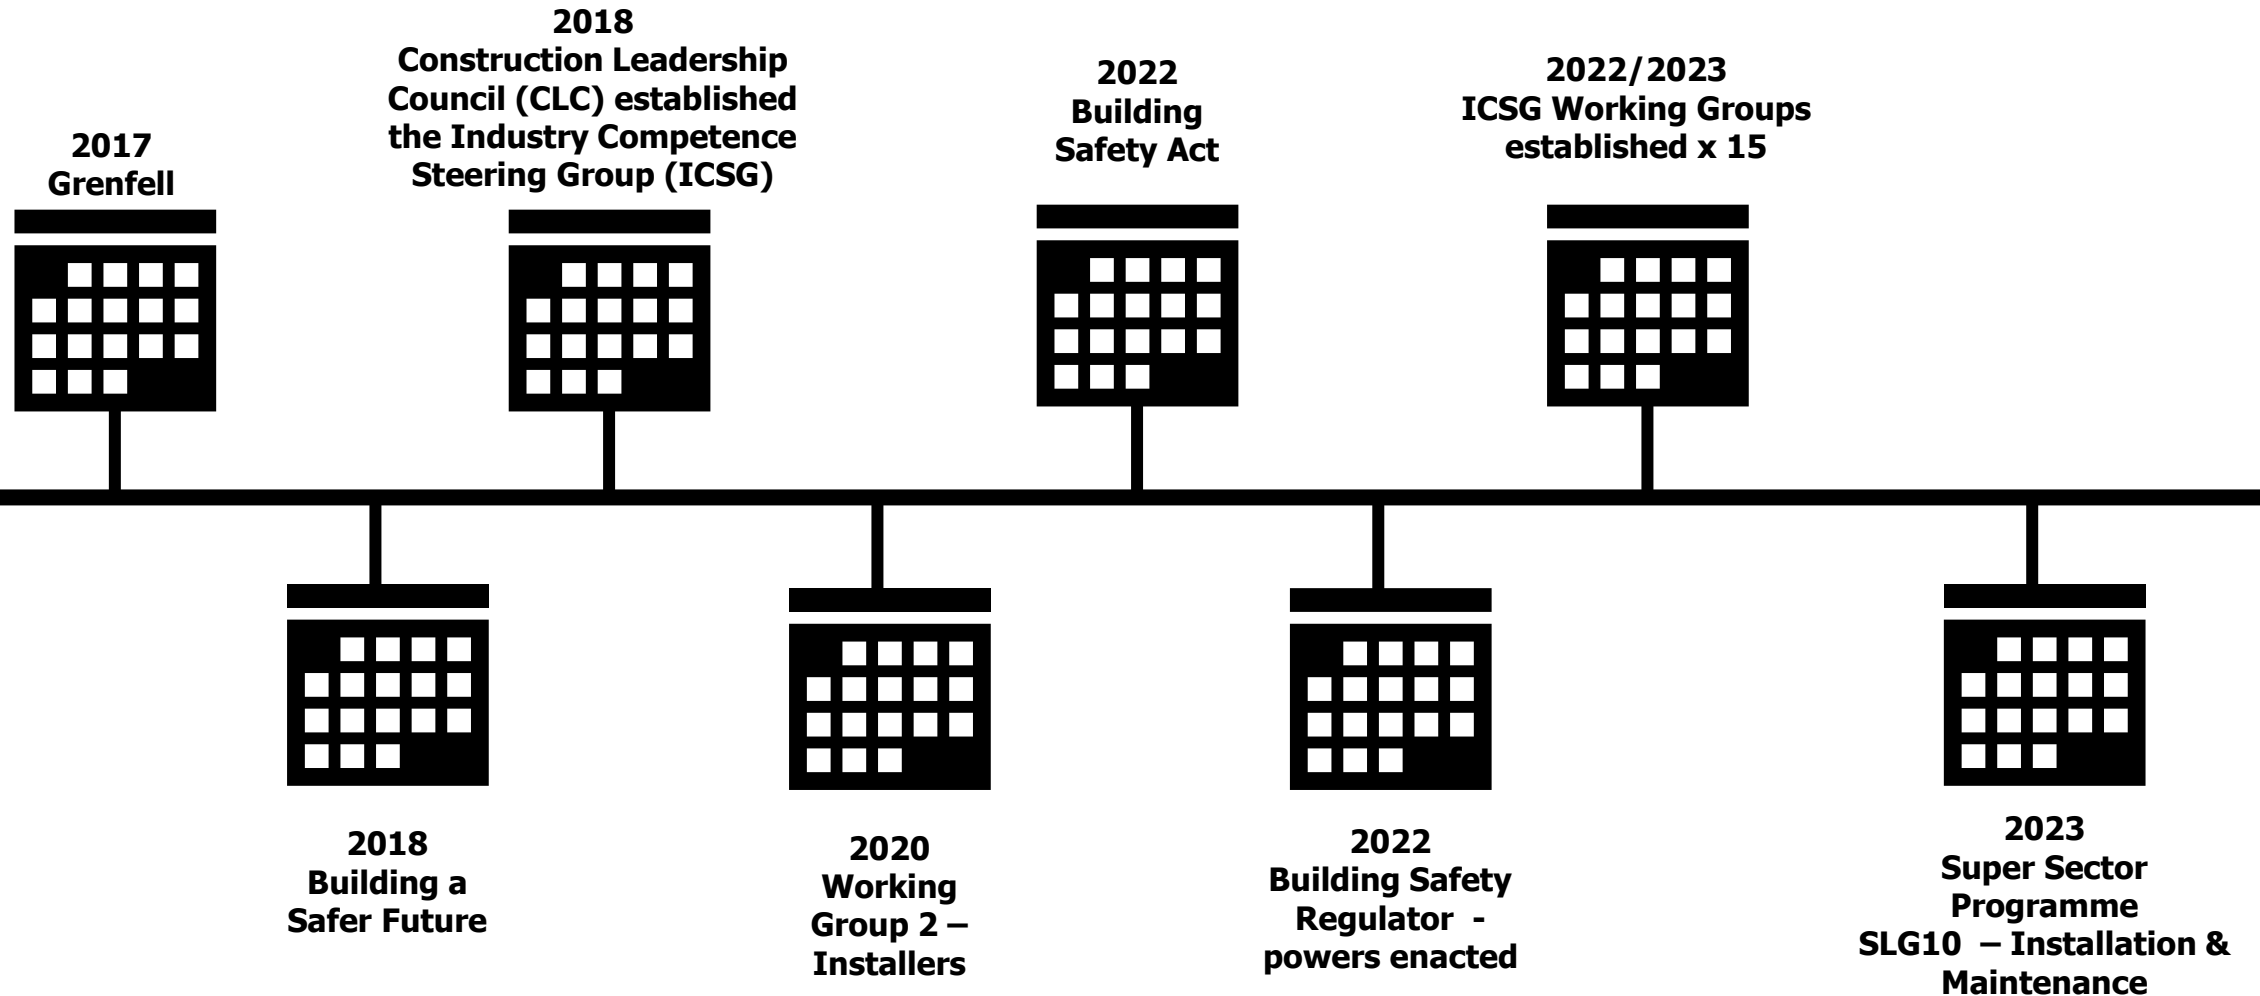 2017
Grenfell
2018
Building a
Safer Future
2018
Construction Leadership
Council (CLC) established
the Industry Competence
Steering Group (ICSG)
2020
Working
Group 2 –
Installers
2022
Building
Safety Act
2022
Building Safety
Regulator  -
powers enacted
2022/2023
ICSG Working Groups
established x 15
2023
Super Sector
Programme
SLG10  – Installation &
Maintenance